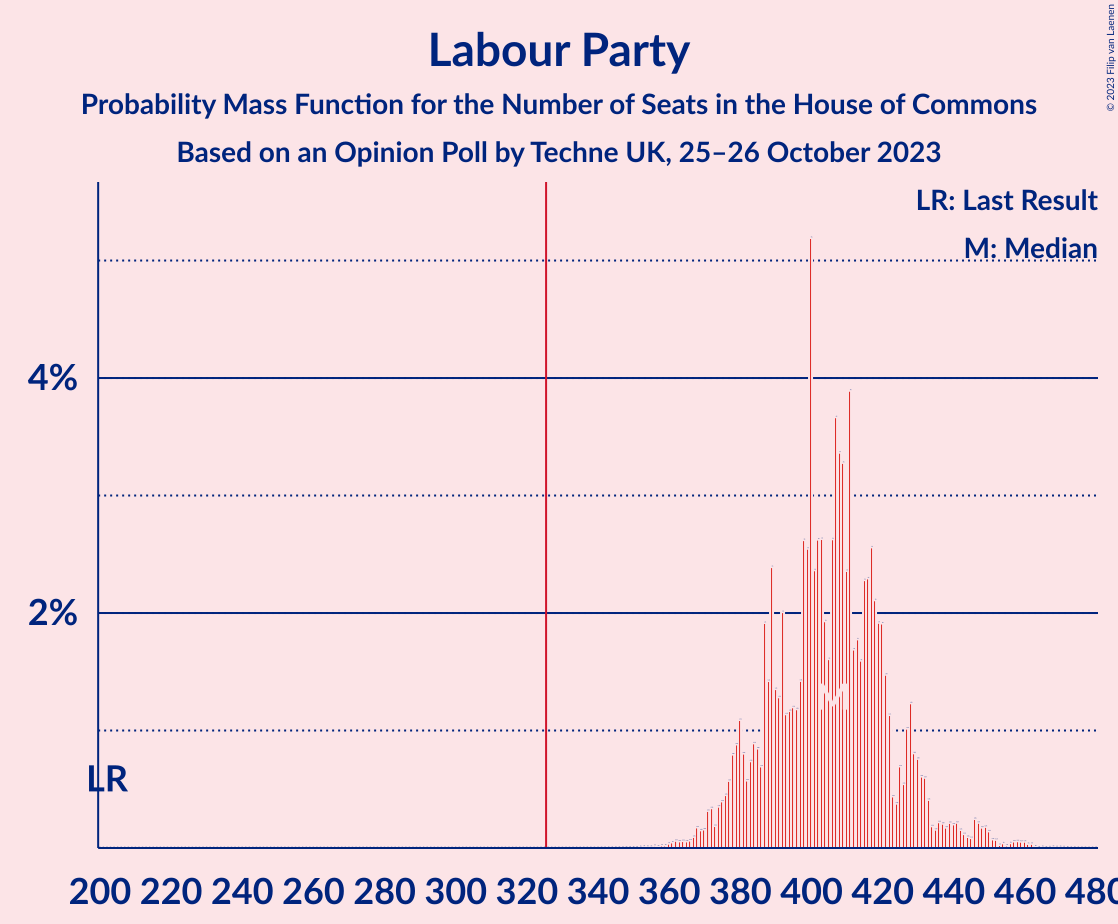 Labour Party
Probability Mass Function for the Number of Seats in the House of Commons
Based on an Opinion Poll by Techne UK, 25–26 October 2023
© 2023 Filip van Laenen
LR: Last Result
M: Median
4%
2%
M
LR
200 220 240 260 280 300 320 340 360 380 400 420 440 460 480